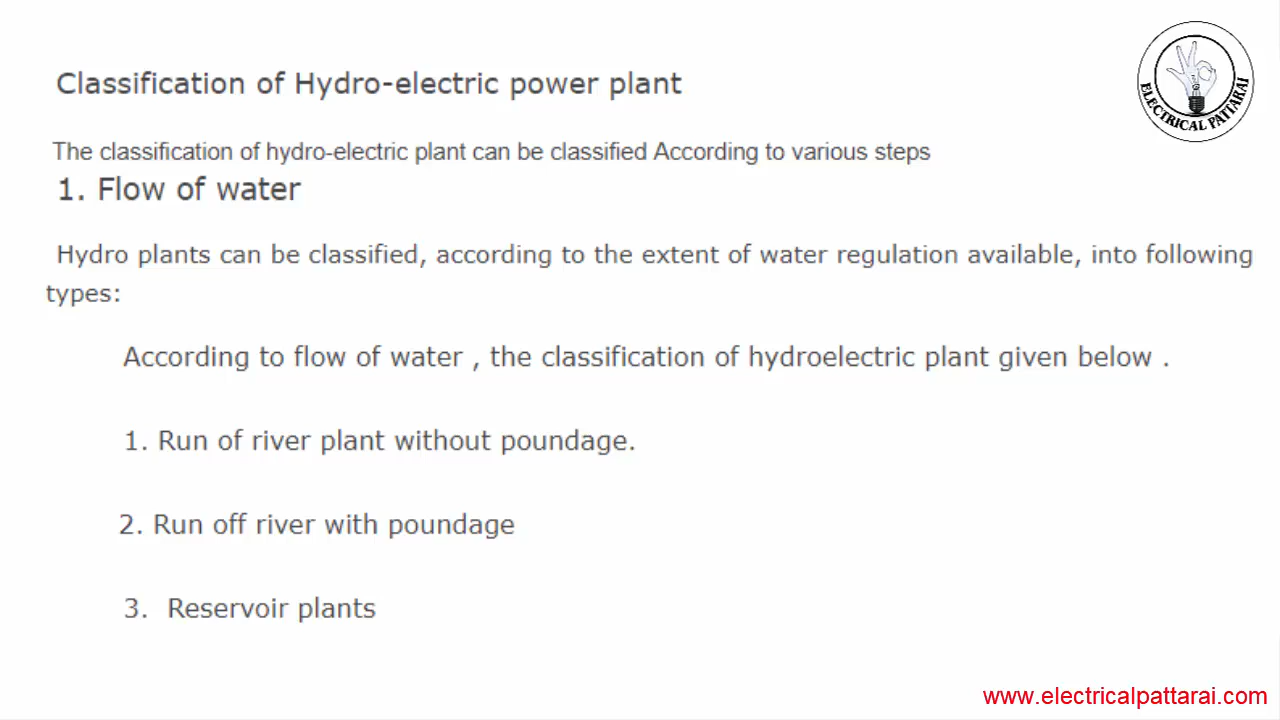 Classification of Hydro-electric power plant
ELECTRICAL PATTARAI
The classification of hydro-electric plant can be classified According to various steps
1. Flow of water
Hydro plants can be classified, according to the extent of water regulation available, into following
types:
According to flow of water , the classification of hydroelectric plant given below .
1. Run of river plant without poundage.
2. Run off river with poundage
3. Reservoir plants
www.electricalpattarai.com